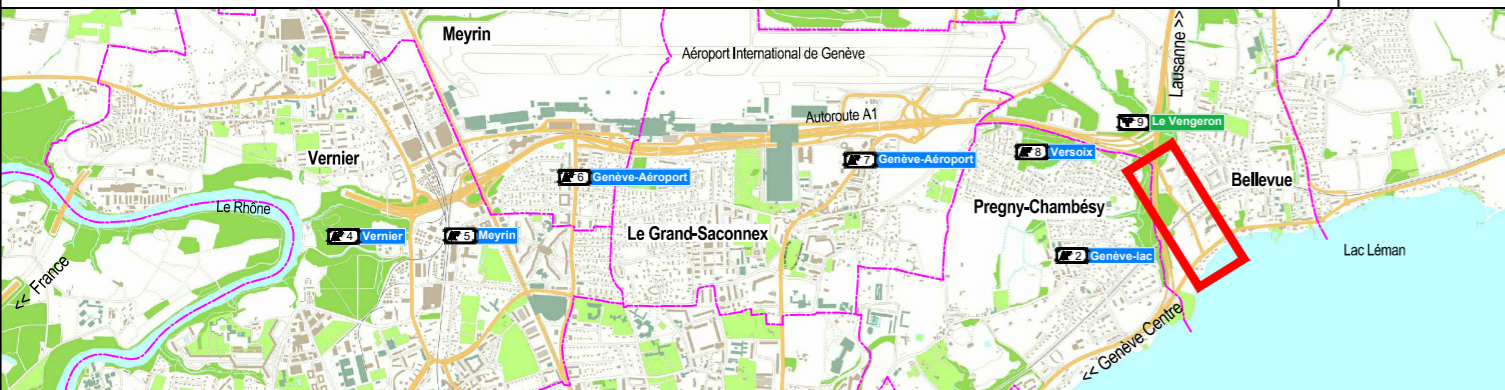 Meyrin
Aéroport International de Genève
Lausanne >>
Autoroute A1
9 Le Vengeron
Vernier
7 Genève-Aéroport
8 Versoix
6 Genève-Aéroport
Bellevue
Le Rhône
Pregny-Chambésy
4 Vernier
5 Meyrin
Le Grand-Saconnex
2 Genève-lac
Lac Léman
<< France
<< Genève Centre